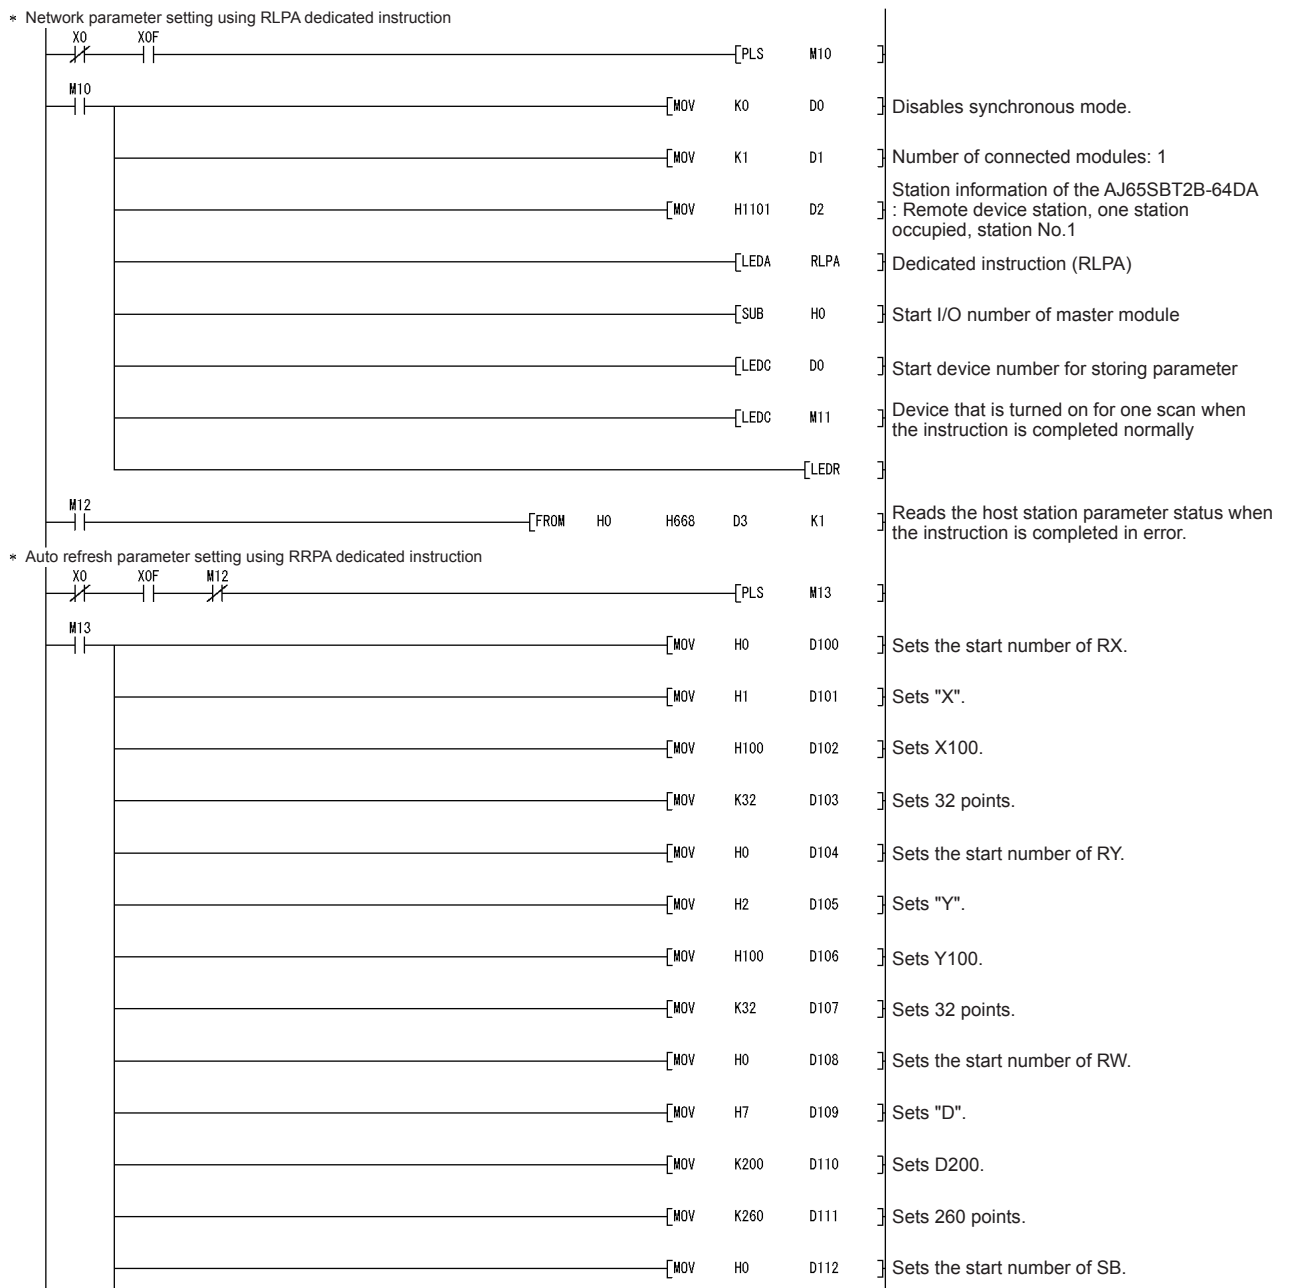 * Network parameter setting using RLPA dedicated instruction
X0 X0F
[PLS M10 ]
M10
[MOV K0 D0 ] Disables synchronous mode.
[MOV K1 D1 ] Number of connected modules: 1
[MOV H1101 D2 ] Station information of the AJ65SBT2B-64DA
: Remote device station, one station
occupied, station No.1
[LEDA RLPA ] Dedicated instruction (RLPA)
[SUB H0 ] Start I/O number of master module
[LEDC D0 ] Start device number for storing parameter
[LEDC M11 ] Device that is turned on for one scan when
the instruction is completed normally
[LEDR ]
M12
[FROM H0 H668 D3 K1 ] Reads the host station parameter status when
the instruction is completed in error.
* Auto refresh parameter setting using RRPA dedicated instruction
X0 X0F M12
[PLS M13 ]
M13
[MOV H0 D100 ] Sets the start number of RX.
[MOV H1 D101 ] Sets "X".
[MOV H100 D102 ] Sets X100.
[MOV K32 D103 ] Sets 32 points.
[MOV H0 D104 ] Sets the start number of RY.
[MOV H2 D105 ] Sets "Y".
[MOV H100 D106 ] Sets Y100.
[MOV K32 D107 ] Sets 32 points.
[MOV H0 D108 ] Sets the start number of RW.
[MOV H7 D109 ] Sets "D".
[MOV K200 D110 ] Sets D200.
[MOV K260 D111 ] Sets 260 points.
[MOV H0 D112 ] Sets the start number of SB.